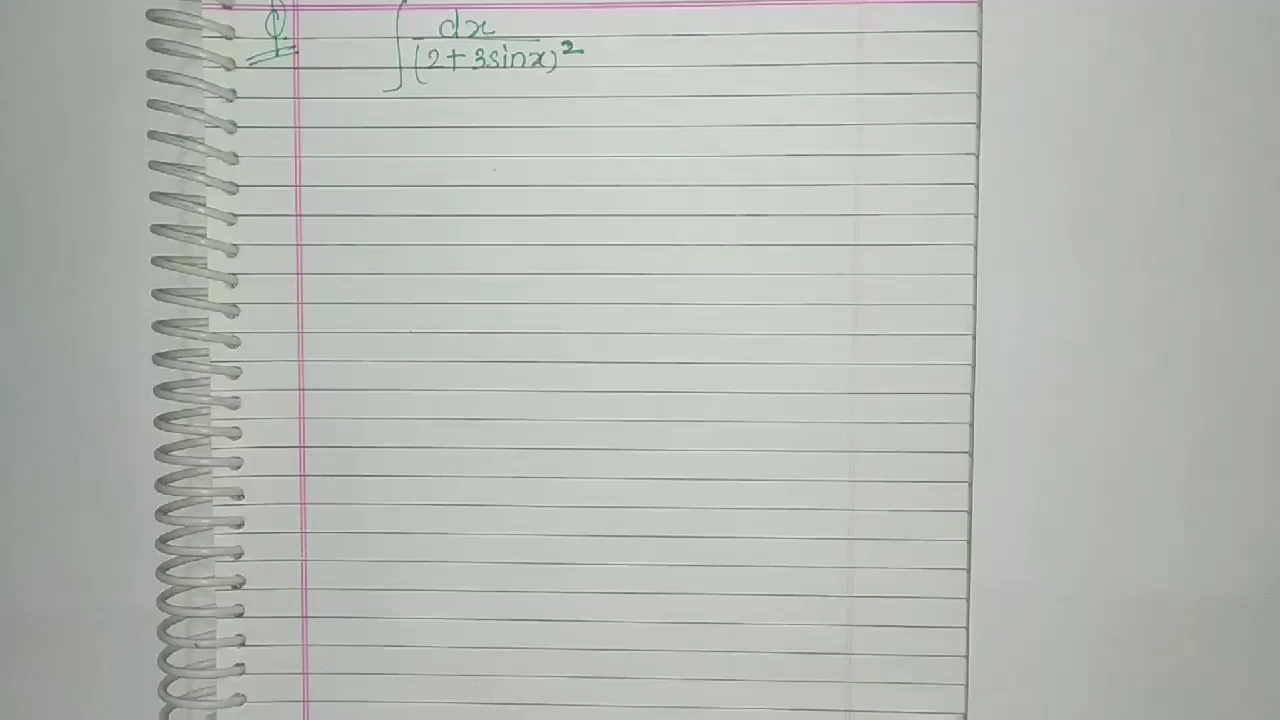 Q ∫ dx
(2+3sinx)²